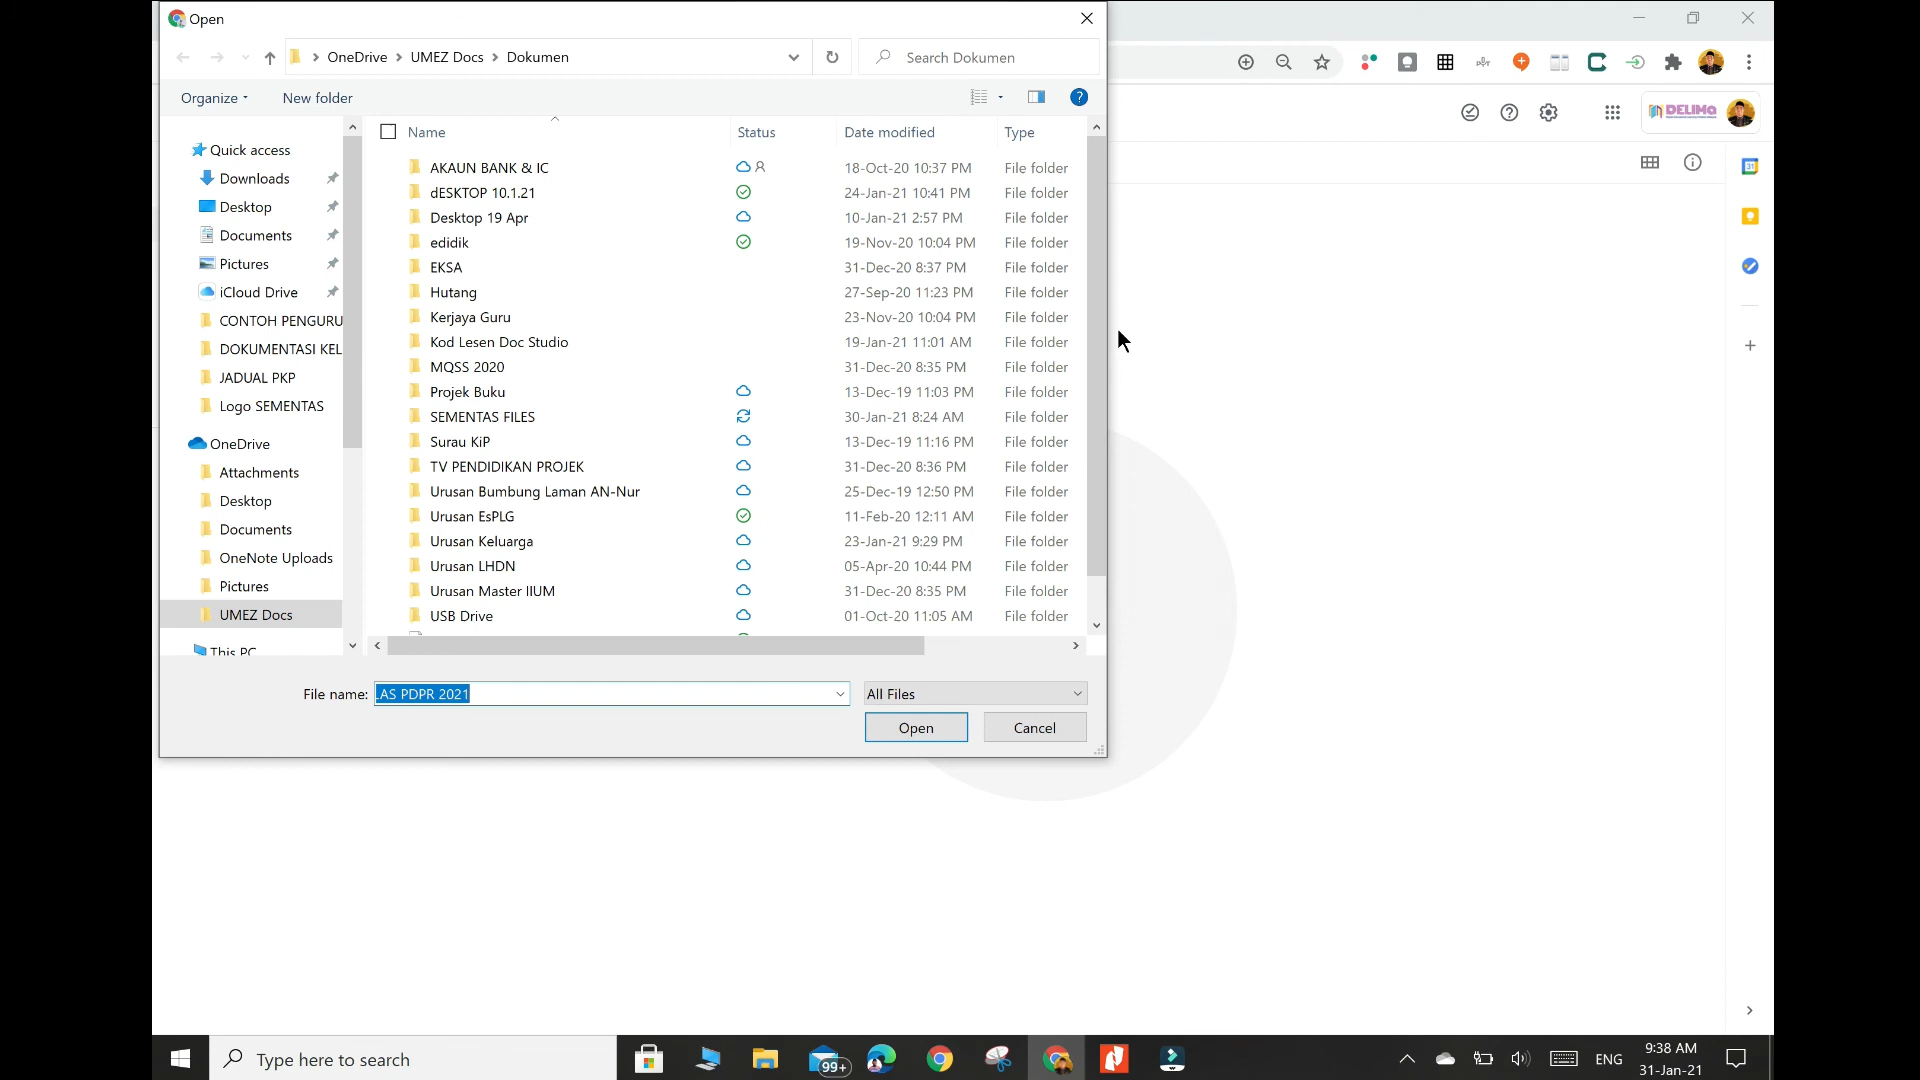 Open
OneDrive > UMEZ Docs > Dokumen
Search Dokumen
Organize
New folder
Name
Status
Date modified
Type
Quick access
Downloads
Desktop
Documents
Pictures
iCloud Drive
CONTOH PENGURU
DOKUMENTASI KEL
JADUAL PKP
Logo SEMENTAS
OneDrive
Attachments
Desktop
Documents
OneNote Uploads
Pictures
UMEZ Docs
This PC
AKAUN BANK & IC 18-Oct-20 10:37 PM File folder
dESKTOP 10.1.21 24-Jan-21 10:41 PM File folder
Desktop 19 Apr 10-Jan-21 2:57 PM File folder
edidik 19-Nov-20 10:04 PM File folder
EKSA 31-Dec-20 8:37 PM File folder
Hutang 27-Sep-20 11:23 PM File folder
Kerjaya Guru 23-Nov-20 10:04 PM File folder
Kod Lesen Doc Studio 19-Jan-21 11:01 AM File folder
MQSS 2020 31-Dec-20 8:35 PM File folder
Projek Buku 13-Dec-19 11:03 PM File folder
SEMENTAS FILES 30-Jan-21 8:24 AM File folder
Surau KiP 13-Dec-19 11:16 PM File folder
TV PENDIDIKAN PROJEK 31-Dec-20 8:36 PM File folder
Urusan Bumbung Laman AN-Nur 25-Dec-19 12:50 PM File folder
Urusan EsPLG 11-Feb-20 12:11 AM File folder
Urusan Keluarga 23-Jan-21 9:29 PM File folder
Urusan LHDN 05-Apr-20 10:44 PM File folder
Urusan Master IIUM 31-Dec-20 8:35 PM File folder
USB Drive 01-Oct-20 11:05 AM File folder
File name: AS PDPR 2021
All Files
Open
Cancel
DELIMa
31
Type here to search
99+
ENG
9:38 AM
31-Jan-21